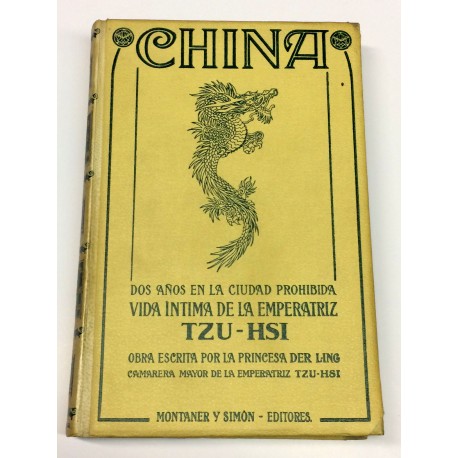 CHINA
DOS AÑOS EN LA CIUDAD PROHIBIDA
VIDA ÍNTIMA DE LA EMPERATRIZ
TZU-HSI
OBRA ESCRITA POR LA PRINCESA DER LING
CAMARERA MAYOR DE LA EMPERATRIZ TZU-HSI
MONTANER Y SIMÓN - EDITORES.